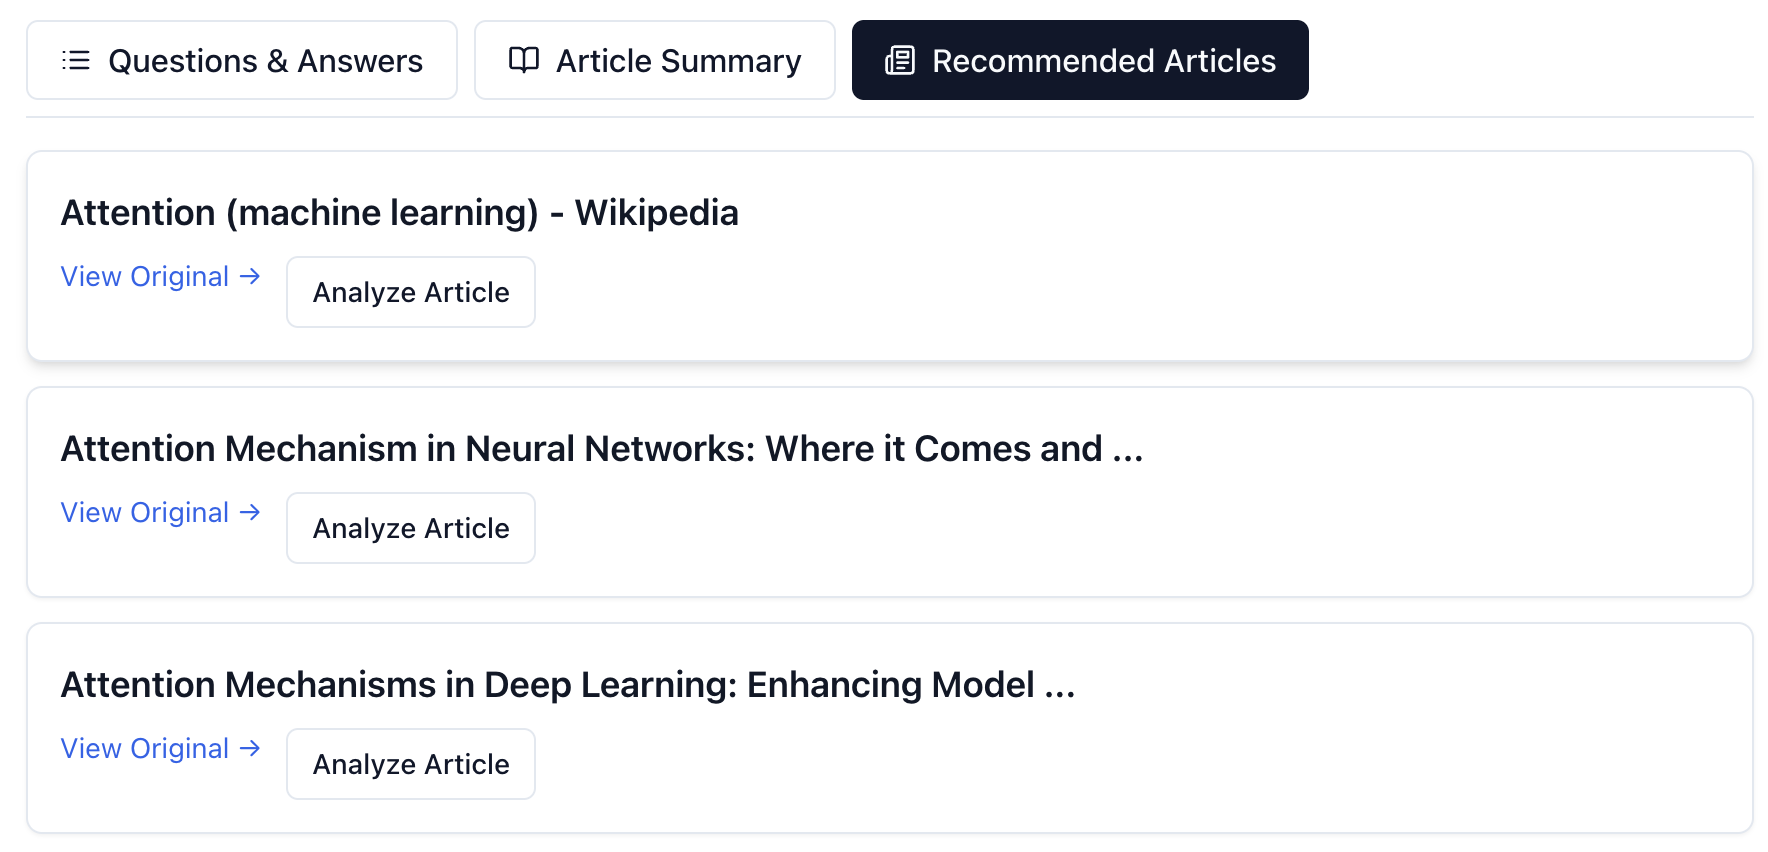 Questions & Answers
Article Summary
Recommended Articles
Attention (machine learning) - Wikipedia
View Original →
Analyze Article
Attention Mechanism in Neural Networks: Where it Comes and ...
View Original →
Analyze Article
Attention Mechanisms in Deep Learning: Enhancing Model ...
View Original →
Analyze Article